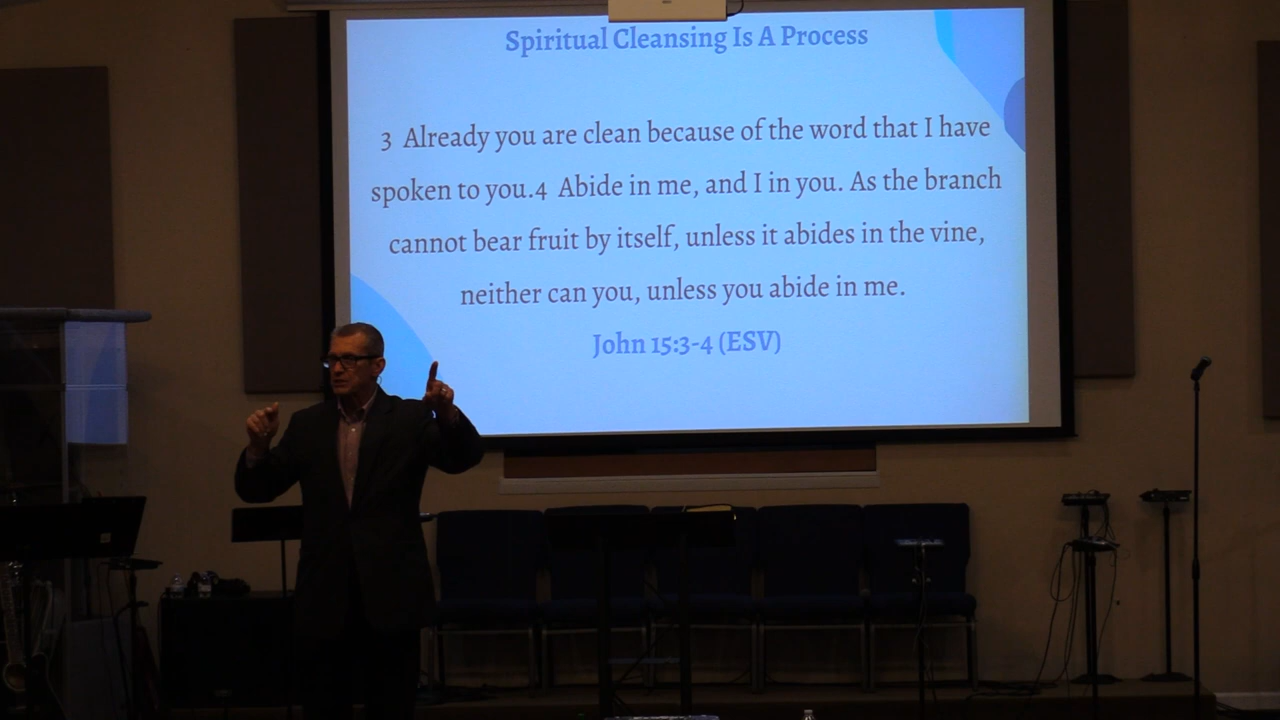 Spiritual Cleansing Is A Process
3 Already you are clean because of the word that I have
spoken to you.4 Abide in me, and I in you. As the branch
cannot bear fruit by itself, unless it abides in the vine,
neither can you, unless you abide in me.
John 15:3-4 (ESV)